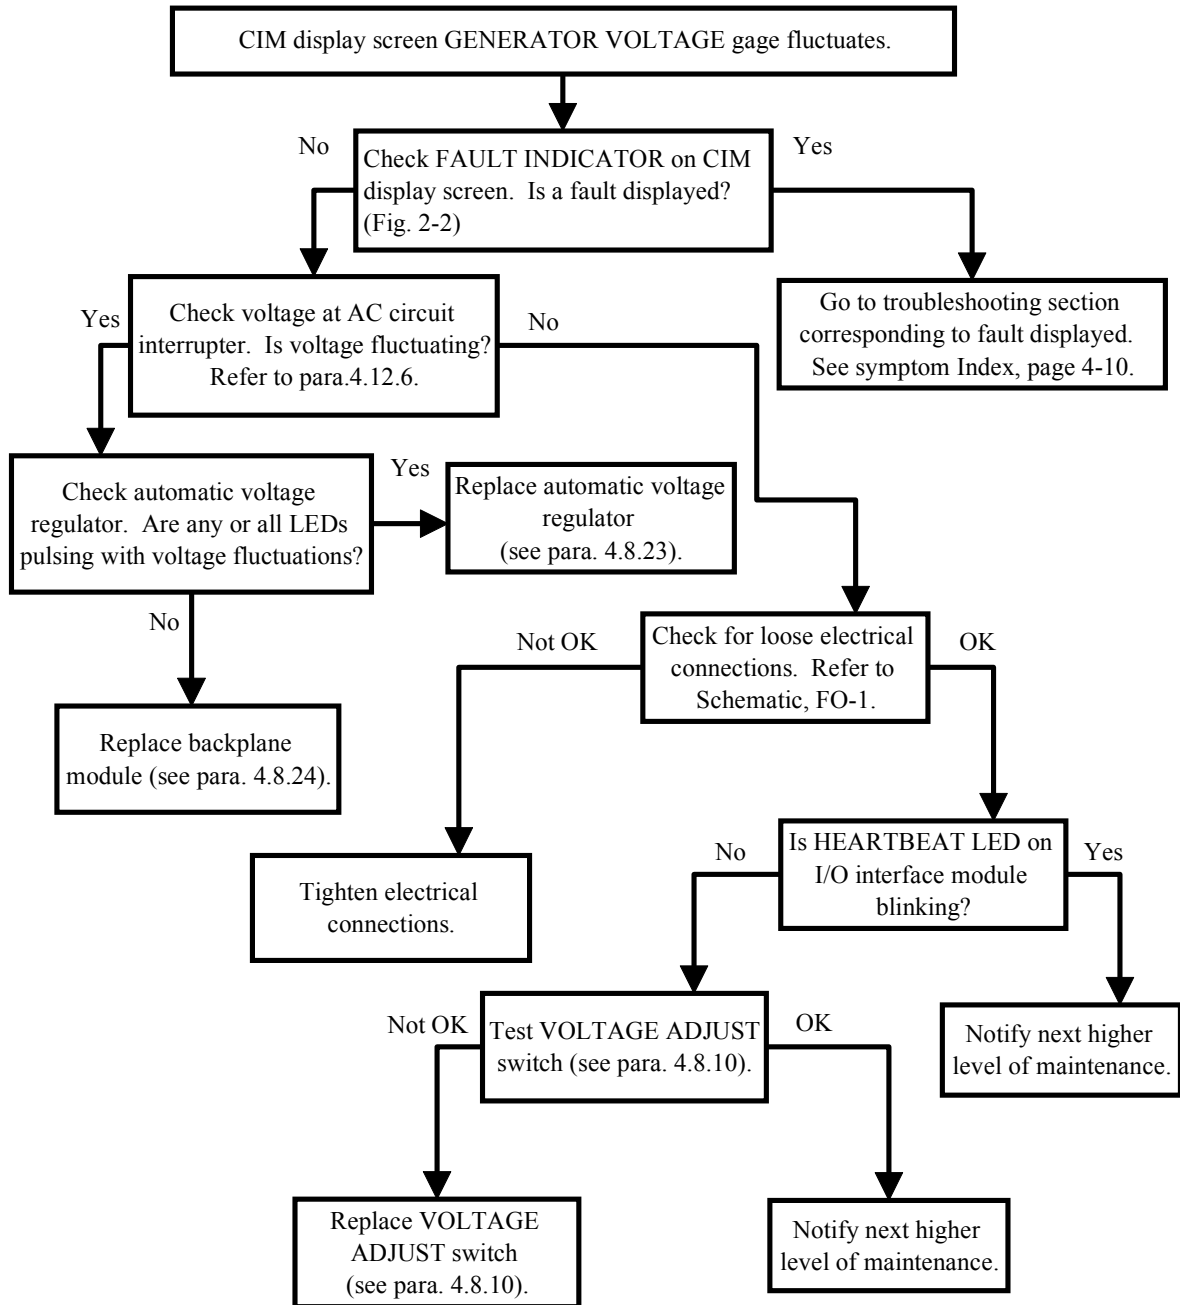 CIM display screen GENERATOR VOLTAGE gage fluctuates.
No
Yes
Check FAULT INDICATOR on CIM
display screen.  Is a fault displayed?
(Fig. 2-2)
Yes
Check voltage at AC circuit
interrupter.  Is voltage fluctuating?
Refer to para.4.12.6.
No
Go to troubleshooting section
corresponding to fault displayed.
See symptom Index, page 4-10.
Check automatic voltage
regulator.  Are any or all LEDs
pulsing with voltage fluctuations?
Yes
Replace automatic voltage
regulator
(see para. 4.8.23).
No
Not OK
Check for loose electrical
connections.  Refer to
Schematic, FO-1.
OK
Replace backplane
module (see para. 4.8.24).
No
Is HEARTBEAT LED on
I/O interface module
blinking?
Yes
Tighten electrical
connections.
Not OK
Test VOLTAGE ADJUST
switch (see para. 4.8.10).
OK
Notify next higher
level of maintenance.
Replace VOLTAGE
ADJUST switch
(see para. 4.8.10).
Notify next higher
level of maintenance.